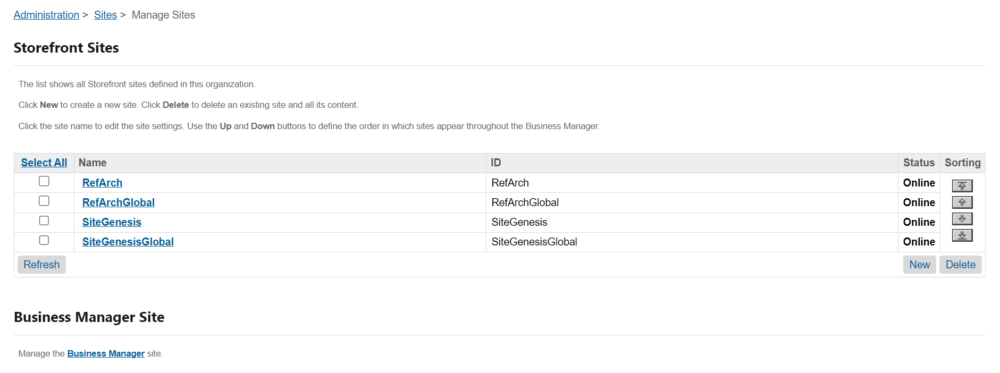 Administration > Sites > Manage Sites
Storefront Sites
The list shows all Storefront sites defined in this organization.
Click New to create a new site. Click Delete to delete an existing site and all its content.
Click the site name to edit the site settings. Use the Up and Down buttons to define the order in which sites appear throughout the Business Manager.
Select All Name ID Status Sorting
RefArch RefArch Online
RefArchGlobal RefArchGlobal Online
SiteGenesis SiteGenesis Online
SiteGenesisGlobal SiteGenesisGlobal Online
Refresh New Delete
Business Manager Site
Manage the Business Manager site.